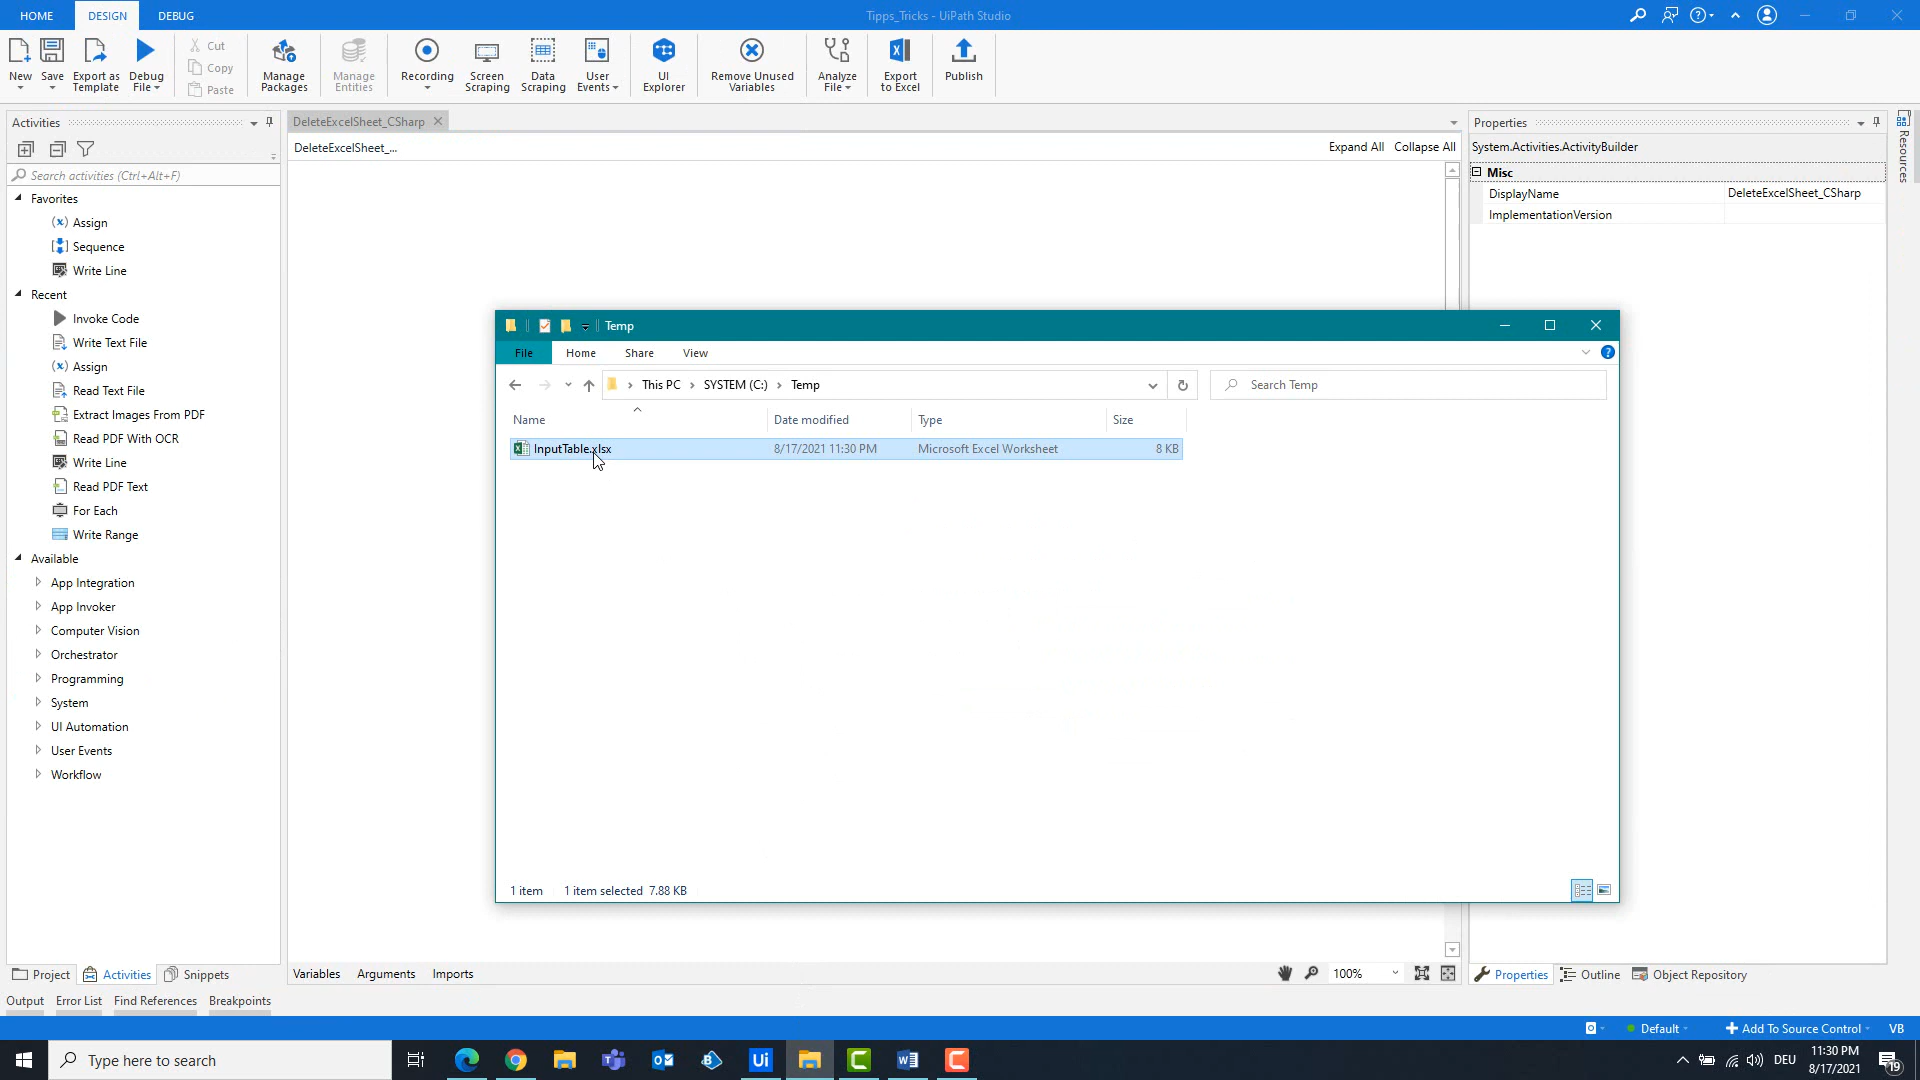 HOME DESIGN DEBUG Tipps_Tricks - UiPath Studio
New Save Export as Template Debug File Cut Copy Paste Manage Packages Manage Entities Recording Screen Scraping Data Scraping User Events UI Explorer Remove Unused Variables Analyze File Export to Excel Publish
Activities
Search activities (Ctrl+Alt+F)
Favorites
Assign
Sequence
Write Line
Recent
Invoke Code
Write Text File
Assign
Read Text File
Extract Images From PDF
Read PDF With OCR
Write Line
Read PDF Text
For Each
Write Range
Available
App Integration
App Invoker
Computer Vision
Orchestrator
Programming
System
UI Automation
User Events
Workflow
Project Activities Snippets
DeleteExcelSheet_CSharp
DeleteExcelSheet_... Expand All Collapse All
Temp
File Home Share View
This PC SYSTEM (C:) Temp Search Temp
Name Date modified Type Size
InputTable.xlsx 8/17/2021 11:30 PM Microsoft Excel Worksheet 8 KB
1 item 1 item selected 7.88 KB
Variables Arguments Imports 100%
Properties
System.Activities.ActivityBuilder
Misc
DisplayName DeleteExcelSheet_CSharp
ImplementationVersion
Resources
Properties Outline Object Repository
Output Error List Find References Breakpoints
Default Add To Source Control VB
Type here to search Ui DEU 11:30 PM
8/17/2021 19